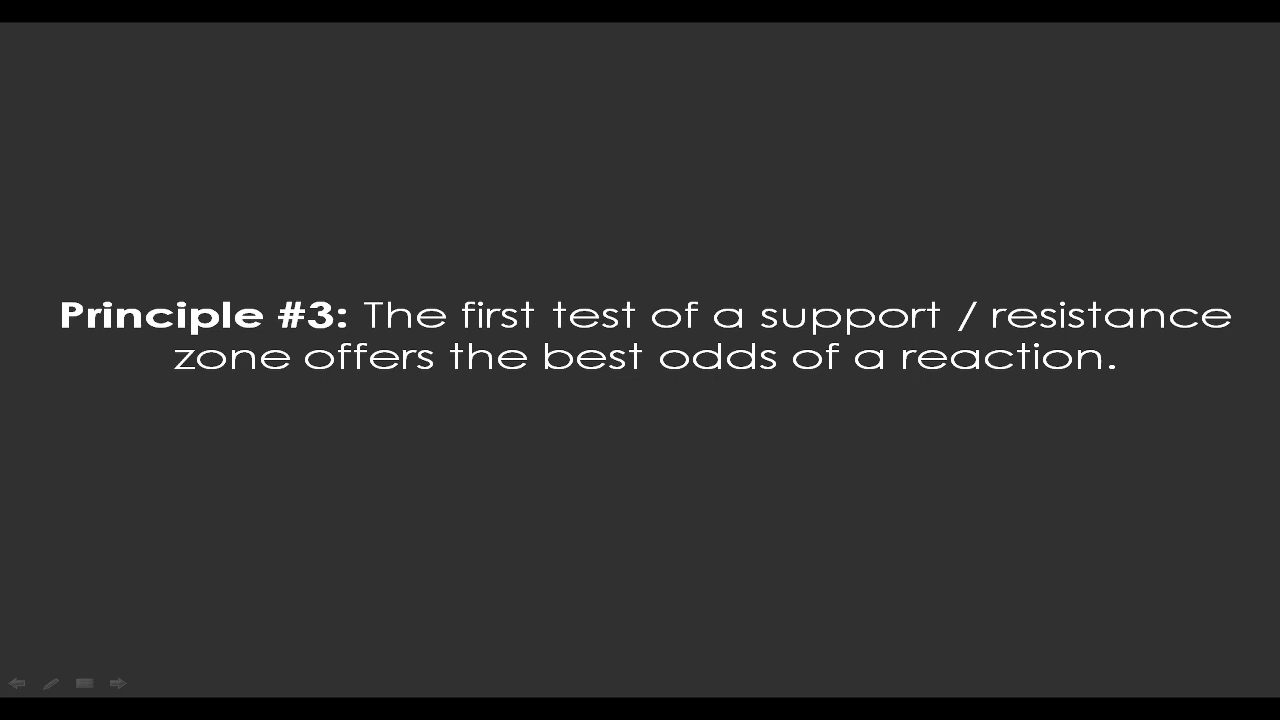 Principle #3: The first test of a support / resistance
zone offers the best odds of a reaction.